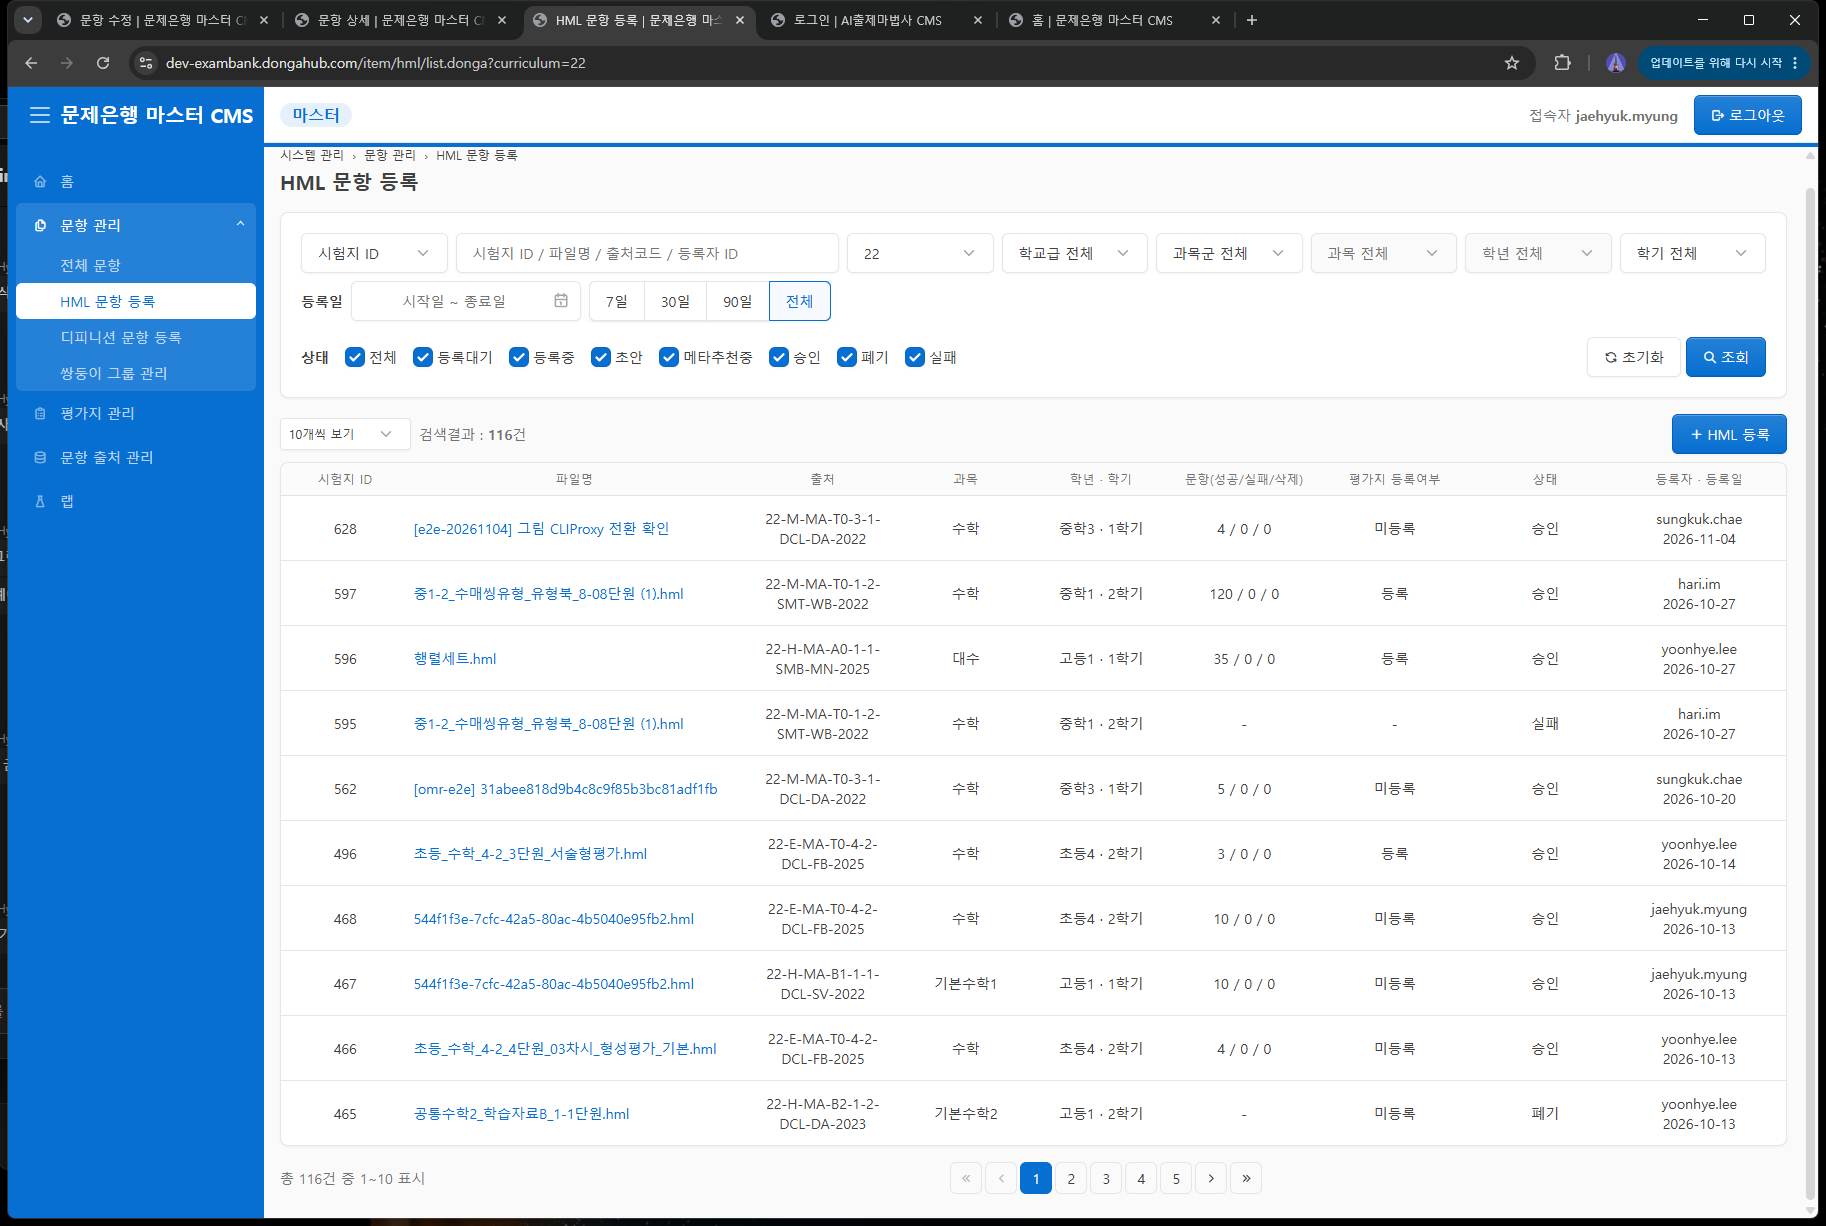 문항 수정 | 문제은행 마스터 CM
문항 상세 | 문제은행 마스터 CM
HML 문항 등록 | 문제은행 마스
로그인 | AI출제마법사 CMS
홈 | 문제은행 마스터 CMS
dev-exambank.dongahub.com/item/hml/list.donga?curriculum=22
업데이트를 위해 다시 시작
문제은행 마스터 CMS
홈
문항 관리
전체 문항
HML 문항 등록
디피니션 문항 등록
쌍둥이 그룹 관리
평가지 관리
문항 출처 관리
랩
마스터
접속자 jaehyuk.myung
로그아웃
시스템 관리 › 문항 관리 › HML 문항 등록
HML 문항 등록
시험지 ID 시험지 ID / 파일명 / 출처코드 / 등록자 ID 22 학교급 전체 과목군 전체 과목 전체 학년 전체 학기 전체
등록일 시작일 ~ 종료일 7일 30일 90일 전체
상태 전체 등록대기 등록중 초안 메타추천중 승인 폐기 실패 초기화 조회
10개씩 보기 검색결과 : 116건 + HML 등록
시험지 ID 파일명 출처 과목 학년 · 학기 문항(성공/실패/삭제) 평가지 등록여부 상태 등록자 · 등록일
628 [e2e-20261104] 그림 CLIProxy 전환 확인 22-M-MA-T0-3-1-DCL-DA-2022 수학 중학3 · 1학기 4 / 0 / 0 미등록 승인 sungkuk.chae 2026-11-04
597 중1-2_수매씽유형_유형북_8-08단원 (1).hml 22-M-MA-T0-1-2-SMT-WB-2022 수학 중학1 · 2학기 120 / 0 / 0 등록 승인 hari.im 2026-10-27
596 행렬세트.hml 22-H-MA-A0-1-1-SMB-MN-2025 대수 고등1 · 1학기 35 / 0 / 0 등록 승인 yoonhye.lee 2026-10-27
595 중1-2_수매씽유형_유형북_8-08단원 (1).hml 22-M-MA-T0-1-2-SMT-WB-2022 수학 중학1 · 2학기 - - 실패 hari.im 2026-10-27
562 [omr-e2e] 31abee818d9b4c8c9f85b3bc81adf1fb 22-M-MA-T0-3-1-DCL-DA-2022 수학 중학3 · 1학기 5 / 0 / 0 미등록 승인 sungkuk.chae 2026-10-20
496 초등_수학_4-2_3단원_서술형평가.hml 22-E-MA-T0-4-2-DCL-FB-2025 수학 초등4 · 2학기 3 / 0 / 0 등록 승인 yoonhye.lee 2026-10-14
468 544f1f3e-7cfc-42a5-80ac-4b5040e95fb2.hml 22-E-MA-T0-4-2-DCL-FB-2025 수학 초등4 · 2학기 10 / 0 / 0 미등록 승인 jaehyuk.myung 2026-10-13
467 544f1f3e-7cfc-42a5-80ac-4b5040e95fb2.hml 22-H-MA-B1-1-1-DCL-SV-2022 기본수학1 고등1 · 1학기 10 / 0 / 0 미등록 승인 jaehyuk.myung 2026-10-13
466 초등_수학_4-2_4단원_03차시_형성평가_기본.hml 22-E-MA-T0-4-2-DCL-FB-2025 수학 초등4 · 2학기 4 / 0 / 0 미등록 승인 yoonhye.lee 2026-10-13
465 공통수학2_학습자료B_1-1단원.hml 22-H-MA-B2-1-2-DCL-DA-2023 기본수학2 고등1 · 2학기 - 미등록 폐기 yoonhye.lee 2026-10-13
총 116건 중 1~10 표시
« ‹ 1 2 3 4 5 › »